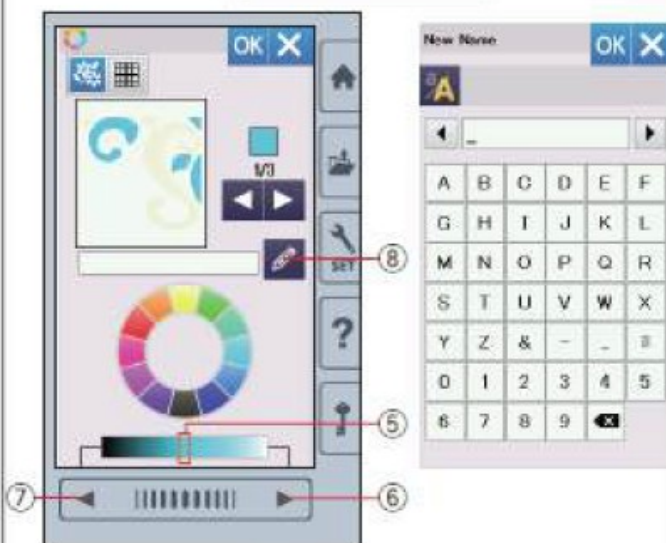 OK X
1/3
SET
?
⑧
⑤
⑦
⑥
New Name
OK X
A
_
A B C D E F
G H I J K L
M N O P Q R
S T U V W X
Y Z & - _
0 1 2 3 4 5
6 7 8 9